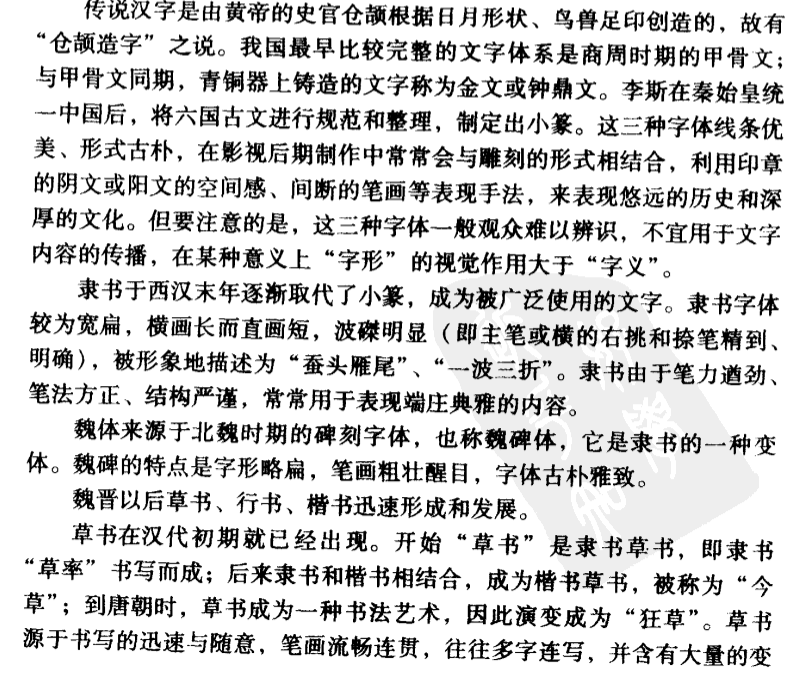 传说汉字是由黄帝的史官仓颉根据日月形状、鸟兽足印创造的，故有
“仓颉造字”之说。我国最早比较完整的文字体系是商周时期的甲骨文；
与甲骨文同期，青铜器上铸造的文字称为金文或钟鼎文。李斯在秦始皇统
一中国后，将六国古文进行规范和整理，制定出小篆。这三种字体线条优
美、形式古朴，在影视后期制作中常常会与雕刻的形式相结合，利用印章
的阴文或阳文的空间感、间断的笔画等表现手法，来表现悠远的历史和深
厚的文化。但要注意的是，这三种字体一般观众难以辨识，不宜用于文字
内容的传播，在某种意义上“字形”的视觉作用大于“字义”。
隶书于西汉末年逐渐取代了小篆，成为被广泛使用的文字。隶书字体
较为宽扁，横画长而直画短，波磔明显（即主笔或横的右挑和捺笔精到、
明确），被形象地描述为“蚕头雁尾”、“一波三折”。隶书由于笔力遒劲、
笔法方正、结构严谨，常常用于表现端庄典雅的内容。
魏体来源于北魏时期的碑刻字体，也称魏碑体，它是隶书的一种变
体。魏碑的特点是字形略扁，笔画粗壮醒目，字体古朴雅致。
魏晋以后草书、行书、楷书迅速形成和发展。
草书在汉代初期就已经出现。开始“草书”是隶书草书，即隶书
“草率”书写而成；后来隶书和楷书相结合，成为楷书草书，被称为“今
草”；到唐朝时，草书成为一种书法艺术，因此演变成为“狂草”。草书
源于书写的迅速与随意，笔画流畅连贯，往往多字连写，并含有大量的变